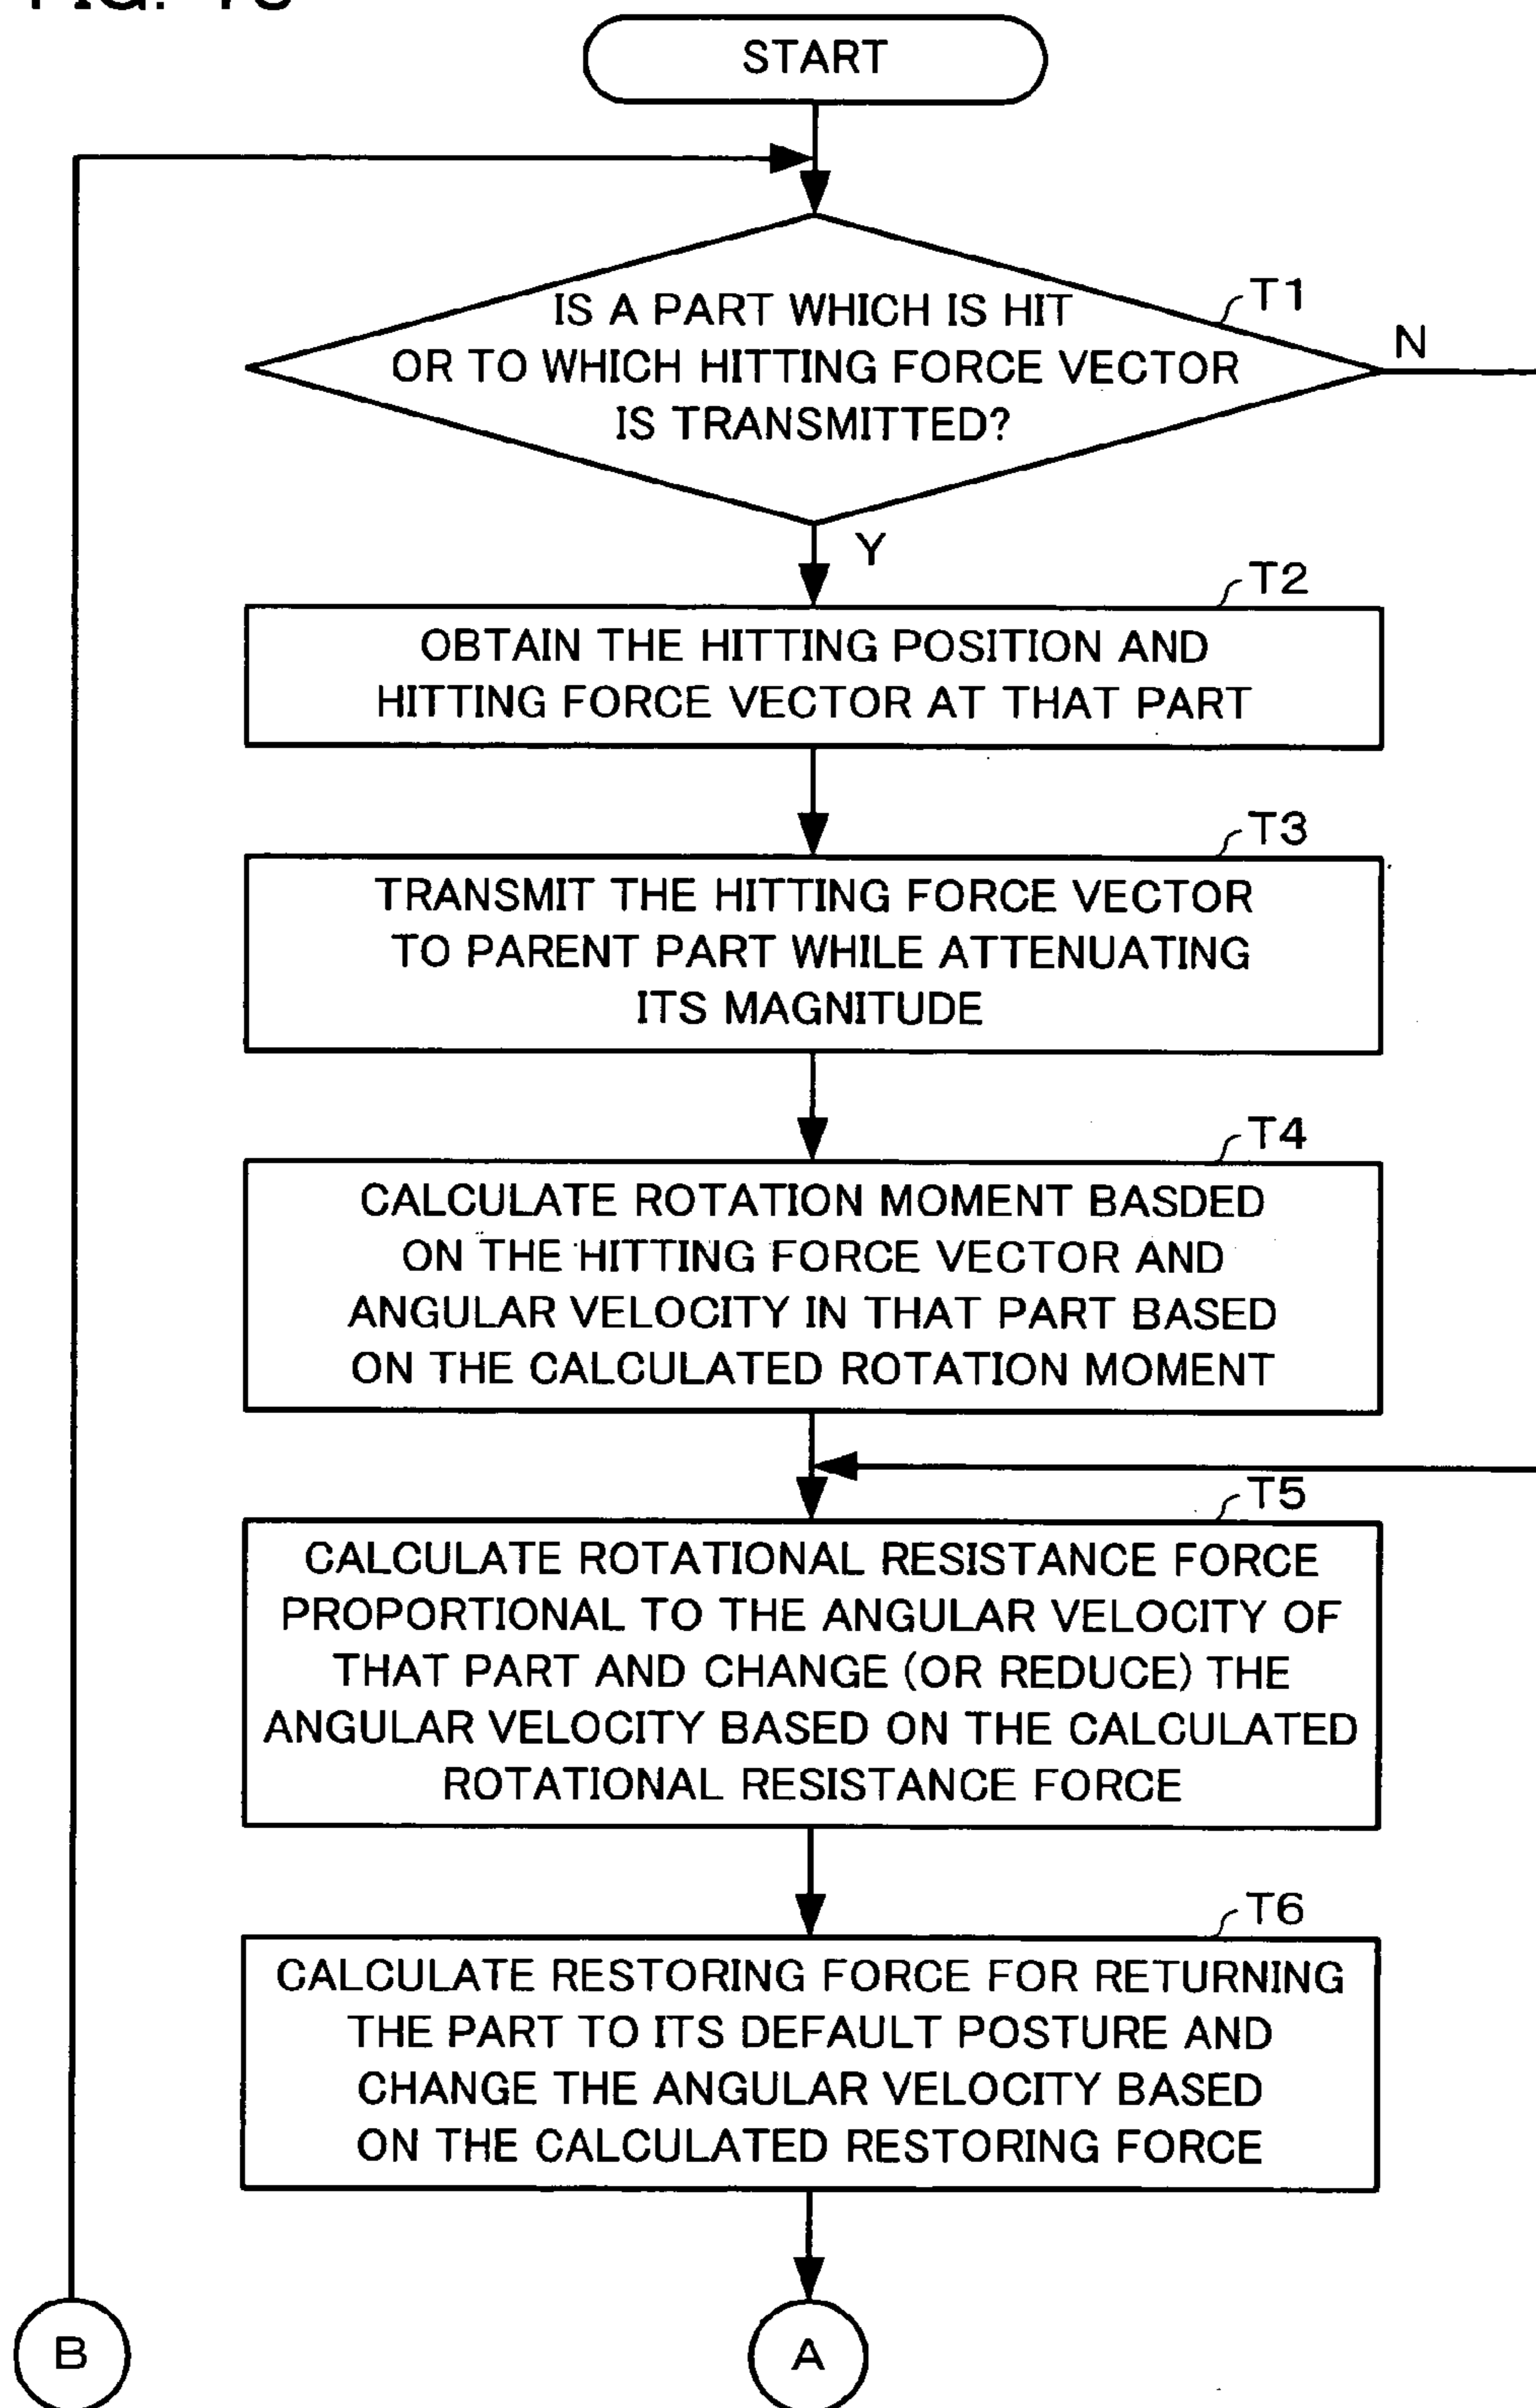 START
T1
IS A PART WHICH IS HIT
OR TO WHICH HITTING FORCE VECTOR
IS TRANSMITTED?
N
Y
T2
OBTAIN THE HITTING POSITION AND
HITTING FORCE VECTOR AT THAT PART
T3
TRANSMIT THE HITTING FORCE VECTOR
TO PARENT PART WHILE ATTENUATING
ITS MAGNITUDE
T4
CALCULATE ROTATION MOMENT BASDED
ON THE HITTING FORCE VECTOR AND
ANGULAR VELOCITY IN THAT PART BASED
ON THE CALCULATED ROTATION MOMENT
T5
CALCULATE ROTATIONAL RESISTANCE FORCE
PROPORTIONAL TO THE ANGULAR VELOCITY OF
THAT PART AND CHANGE (OR REDUCE) THE
ANGULAR VELOCITY BASED ON THE CALCULATED
ROTATIONAL RESISTANCE FORCE
T6
CALCULATE RESTORING FORCE FOR RETURNING
THE PART TO ITS DEFAULT POSTURE AND
CHANGE THE ANGULAR VELOCITY BASED
ON THE CALCULATED RESTORING FORCE
B
A